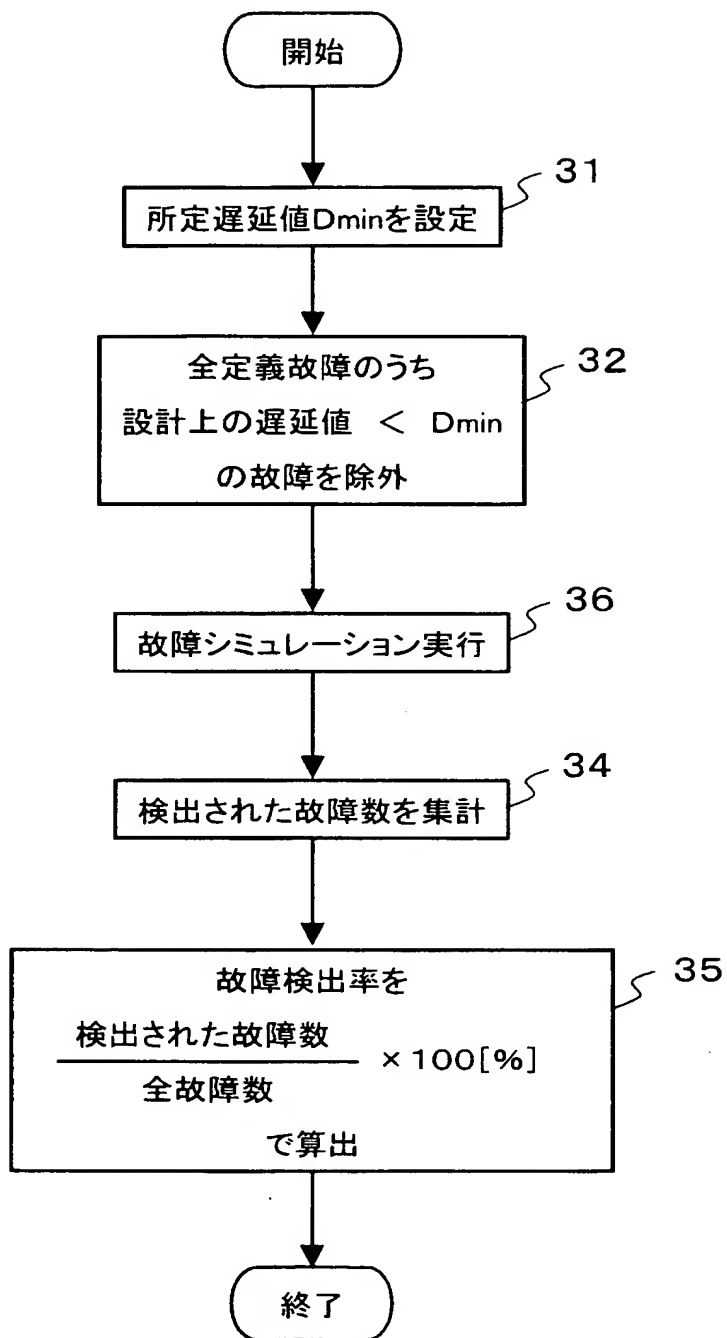 開始
31
所定遅延値Dminを設定
32
全定義故障のうち
設計上の遅延値 < Dmin
の故障を除外
36
故障シミュレーション実行
34
検出された故障数を集計
35
故障検出率を
検出された故障数
× 100[%]
全故障数
で算出
終了